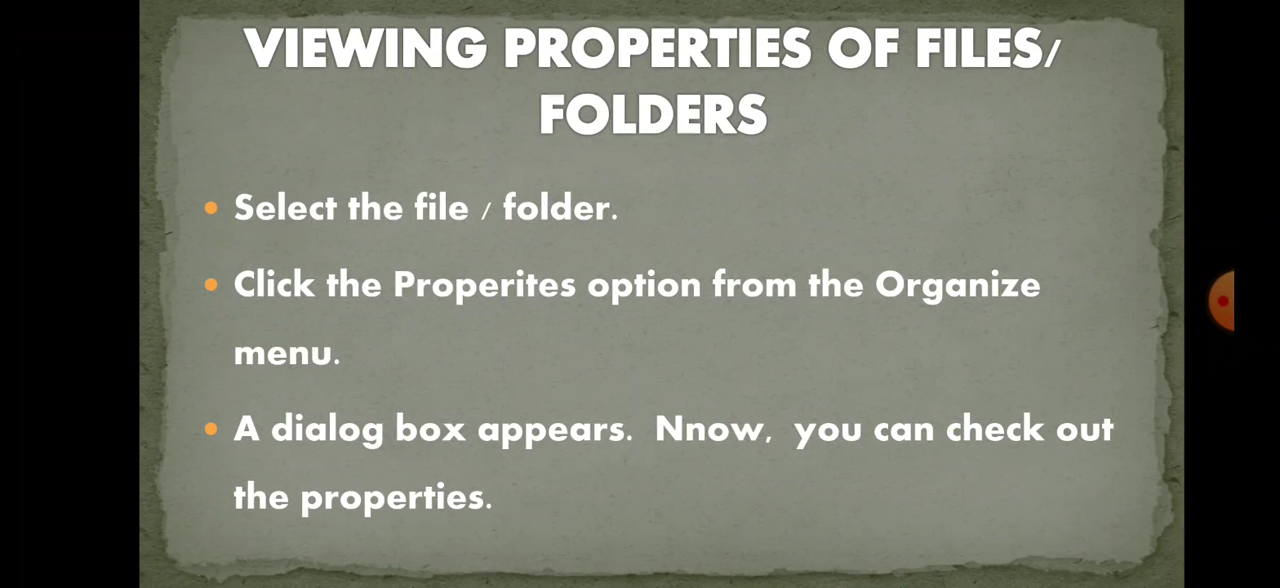 VIEWING PROPERTIES OF FILES/
FOLDERS
• Select the file / folder.
• Click the Properites option from the Organize
menu.
• A dialog box appears. Nnow, you can check out
the properties.